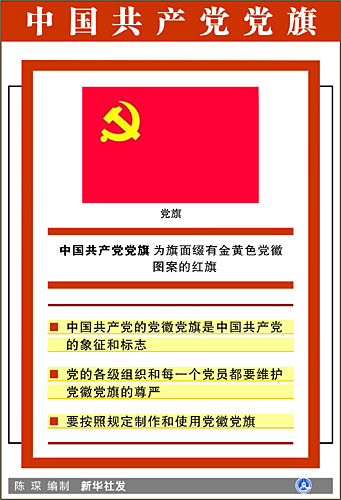 中国共产党党旗
党旗
中国共产党党旗 为旗面缀有金黄色党徽
图案的红旗
中国共产党的党徽党旗是中国共产党
的象征和标志
党的各级组织和每一个党员都要维护
党徽党旗的尊严
要按照规定制作和使用党徽党旗
陈 琛 编制 新华社发